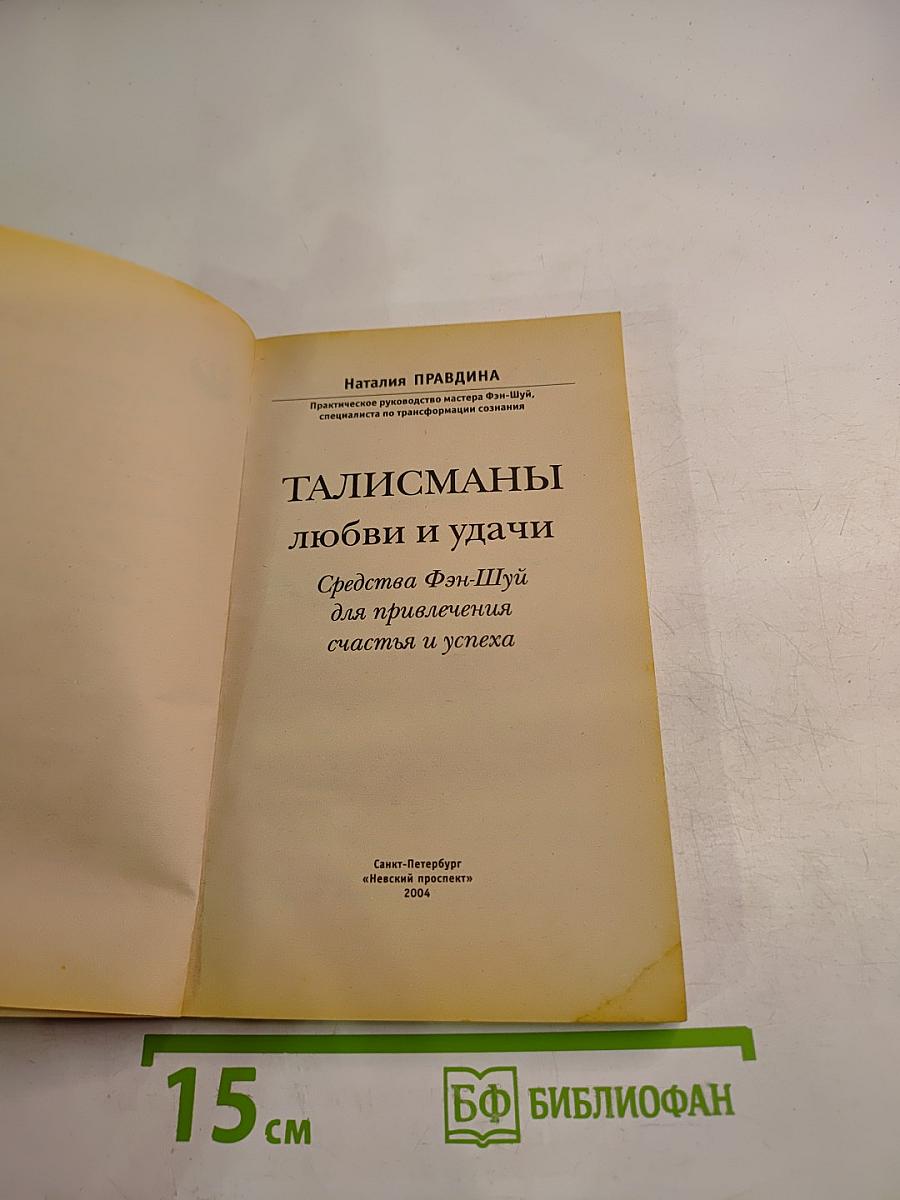 Наталия ПРАВДИНА
Практическое руководство мастера Фэн-Шуй,
специалиста по трансформации сознания
ТАЛИСМАНЫ
любви и удачи
Средства Фэн-Шуй
для привлечения
счастья и успеха
Санкт-Петербург
«Невский проспект»
2004
15 см
БФ БИБЛИОФАН